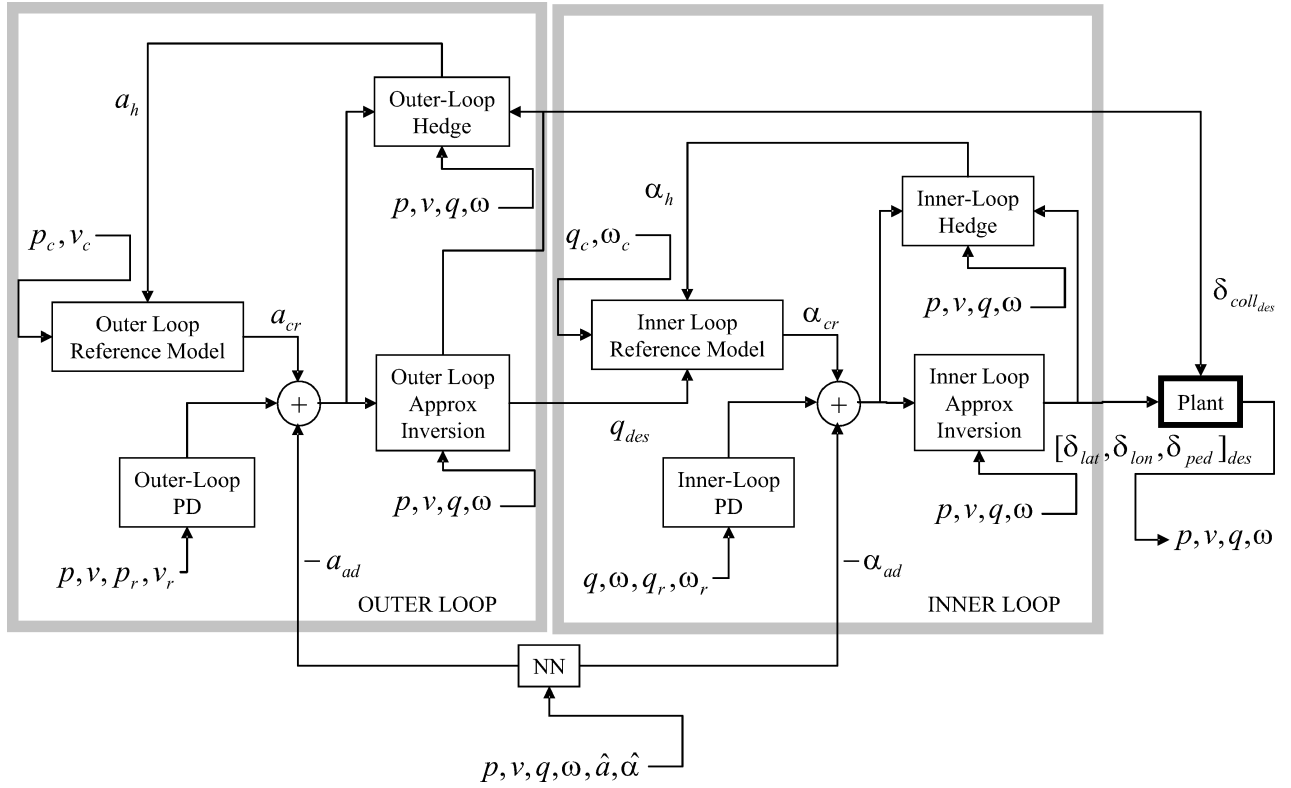 a_h
Outer-Loop
Hedge
p, v, q, ω
p_c, v_c
Outer Loop
Reference Model
a_cr
+
Outer Loop
Approx
Inversion
p, v, q, ω
Outer-Loop
PD
p, v, p_r, v_r
−a_ad
OUTER LOOP
q_des
α_h
q_c, ω_c
Inner-Loop
Hedge
p, v, q, ω
Inner Loop
Reference Model
α_cr
+
Inner Loop
Approx
Inversion
p, v, q, ω
Inner-Loop
PD
q, ω, q_r, ω_r
−α_ad
INNER LOOP
δ_coll_des
Plant
[δ_lat, δ_lon, δ_ped]_des
p, v, q, ω
NN
p, v, q, ω, â, α̂